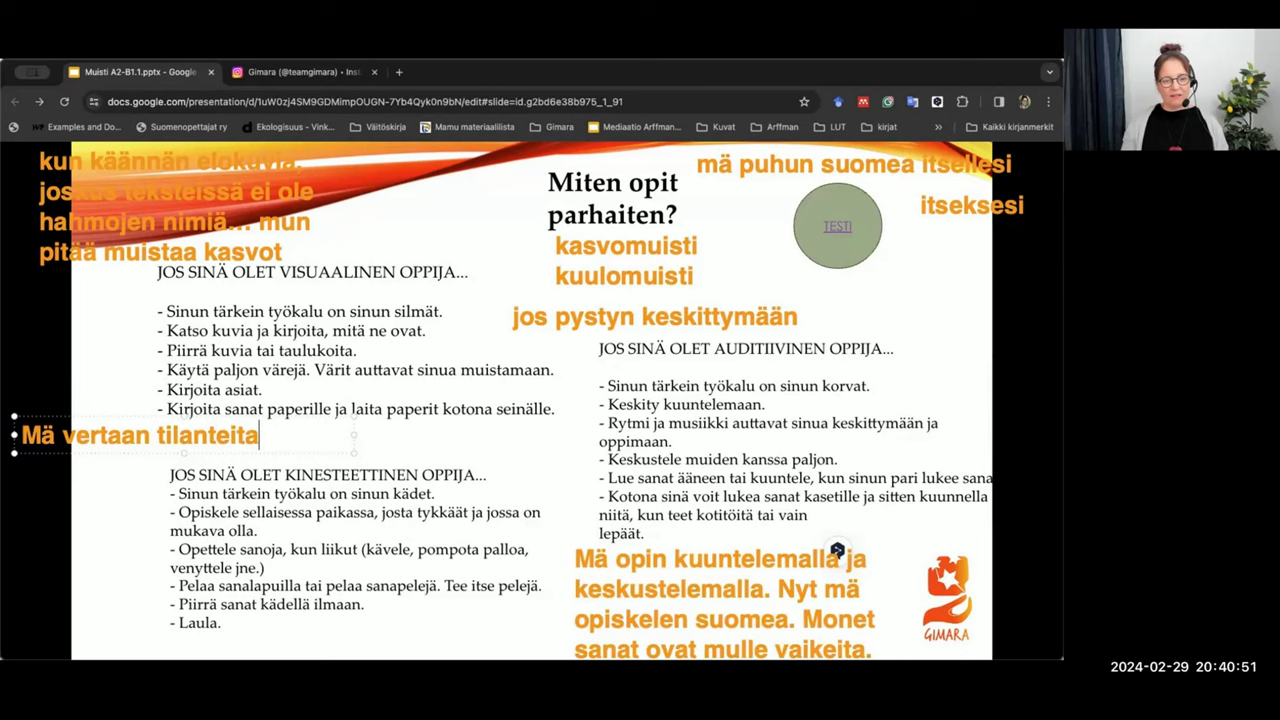 Muisti A2-B1.1.pptx - Google
Gimara (@teamgimara) • Inst
docs.google.com/presentation/d/1uW0zj4SM9GDMimpOUGN-7Yb4Qyk0n9bN/edit#slide=id.g2bd6e38b975_1_91
Examples and Do...
Suomenopettajat ry
Ekologisuus - Vink...
Väitöskirja
Mamu materiaalilista
Gimara
Mediaatio Arffman...
Kuvat
Arffman
LUT
kirjat
»
Kaikki kirjanmerkit
kun käännän elokuvia,
joskus teksteissä ei ole
hahmojen nimiä... mun
pitää muistaa kasvot
Miten opit
parhaiten?
mä puhun suomea itsellesi
itseksesi
TESTI
kasvomuisti
kuulomuisti
jos pystyn keskittymään
JOS SINÄ OLET VISUAALINEN OPPIJA...
- Sinun tärkein työkalu on sinun silmät.
- Katso kuvia ja kirjoita, mitä ne ovat.
- Piirrä kuvia tai taulukoita.
- Käytä paljon värejä. Värit auttavat sinua muistamaan.
- Kirjoita asiat.
- Kirjoita sanat paperille ja laita paperit kotona seinälle.
Mä vertaan tilanteita
JOS SINÄ OLET KINESTEETTINEN OPPIJA...
- Sinun tärkein työkalu on sinun kädet.
- Opiskele sellaisessa paikassa, josta tykkäät ja jossa on
mukava olla.
- Opettele sanoja, kun liikut (kävele, pompota palloa,
venyttele jne.)
- Pelaa sanalapuilla tai pelaa sanapelejä. Tee itse pelejä.
- Piirrä sanat kädellä ilmaan.
- Laula.
JOS SINÄ OLET AUDITIIVINEN OPPIJA...
- Sinun tärkein työkalu on sinun korvat.
- Keskity kuuntelemaan.
- Rytmi ja musiikki auttavat sinua keskittymään ja
oppimaan.
- Keskustele muiden kanssa paljon.
- Lue sanat ääneen tai kuuntele, kun sinun pari lukee sana
- Kotona sinä voit lukea sanat kasetille ja sitten kuunnella
niitä, kun teet kotitöitä tai vain
lepäät.
Mä opin kuuntelemalla ja
keskustelemalla. Nyt mä
opiskelen suomea. Monet
sanat ovat mulle vaikeita.
GIMARA
2024-02-29 20:40:51